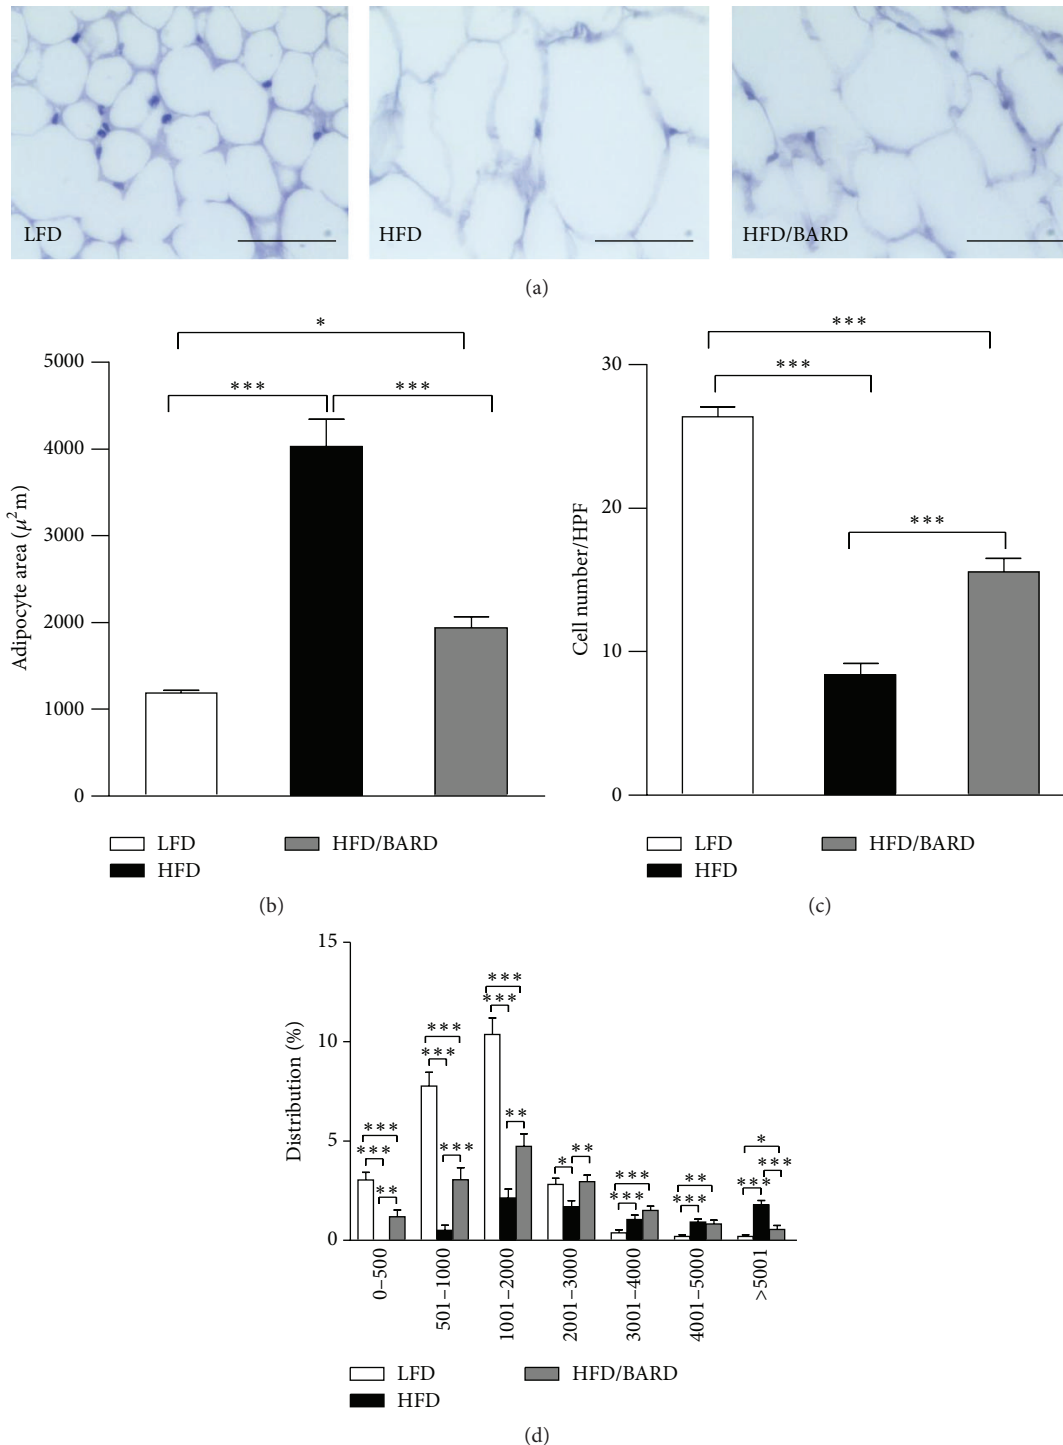 LFD
HFD
HFD/BARD
(a)
*
***
***
5000
4000
3000
2000
1000
0
Adipocyte area (μ²m)
LFD
HFD
HFD/BARD
(b)
***
***
***
30
20
10
0
Cell number/HPF
LFD
HFD
HFD/BARD
(c)
15
10
5
0
Distribution (%)
***
***
**
***
***
***
***
***
**
*
**
***
***
**
***
*
***
***
0–500
501–1000
1001–2000
2001–3000
3001–4000
4001–5000
>5001
LFD
HFD
HFD/BARD
(d)